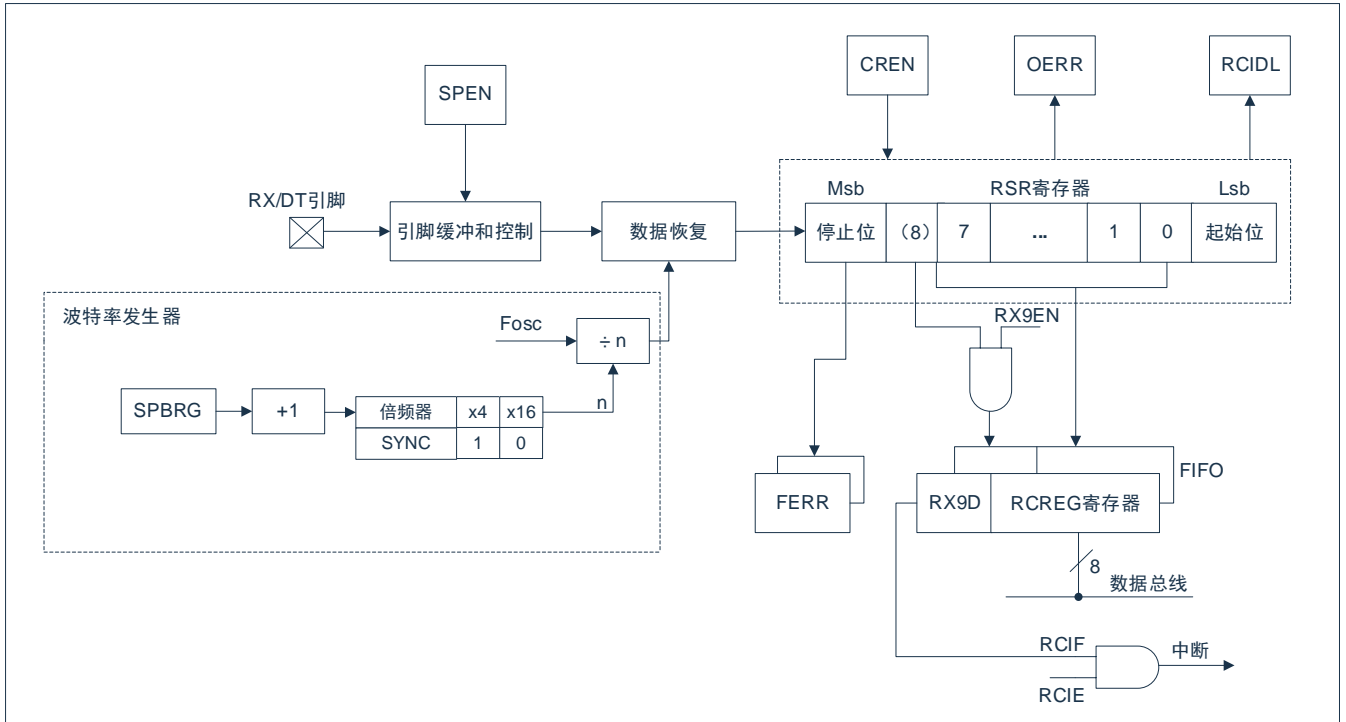 CREN
OERR
RCIDL
SPEN
Msb
RSR寄存器
Lsb
RX/DT引脚
引脚缓冲和控制
数据恢复
停止位
（8）
7
...
1
0
起始位
波特率发生器
Fosc
÷ n
RX9EN
SPBRG
+1
倍频器 x4 x16
n
SYNC 1 0
FIFO
FERR
RX9D
RCREG寄存器
8
数据总线
RCIF
中断
RCIE